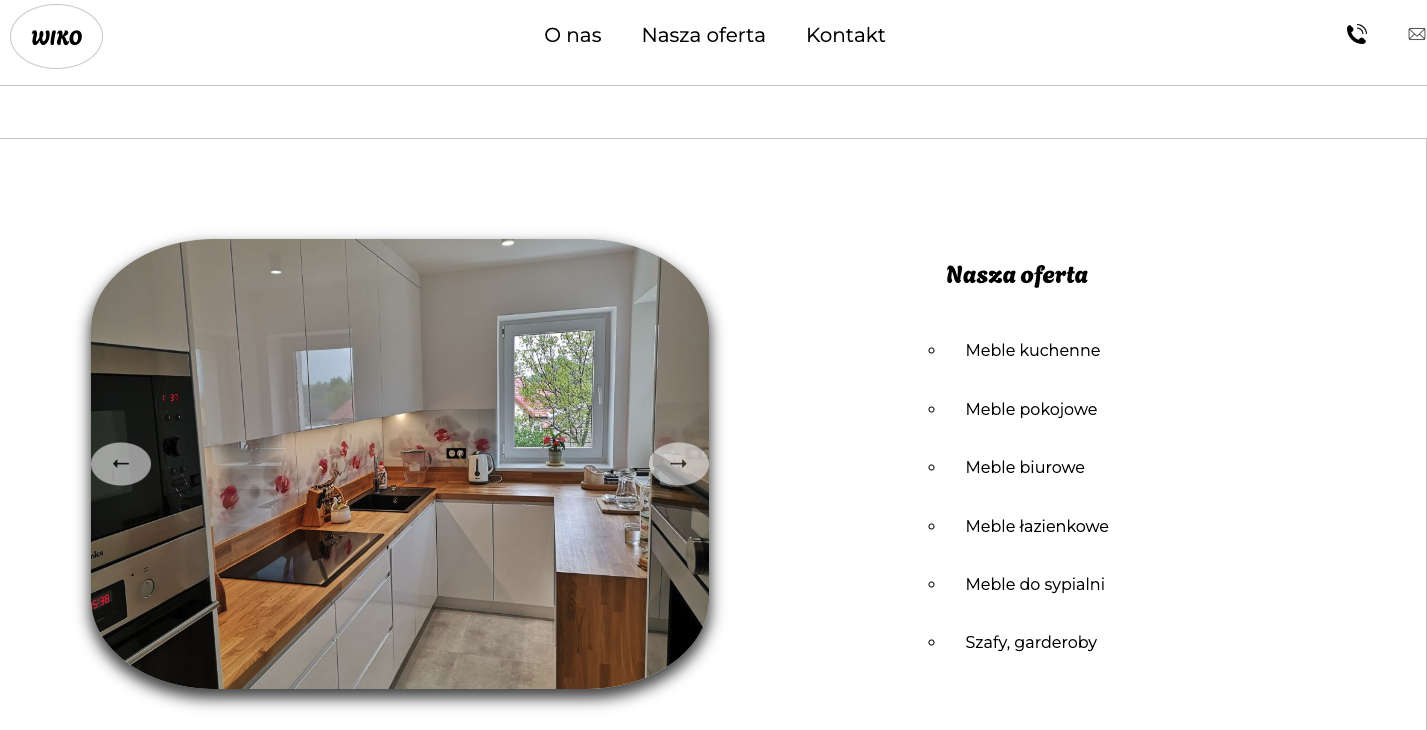 WIKO
O nas Nasza oferta Kontakt
Nasza oferta
Meble kuchenne
Meble pokojowe
Meble biurowe
Meble łazienkowe
Meble do sypialni
Szafy, garderoby